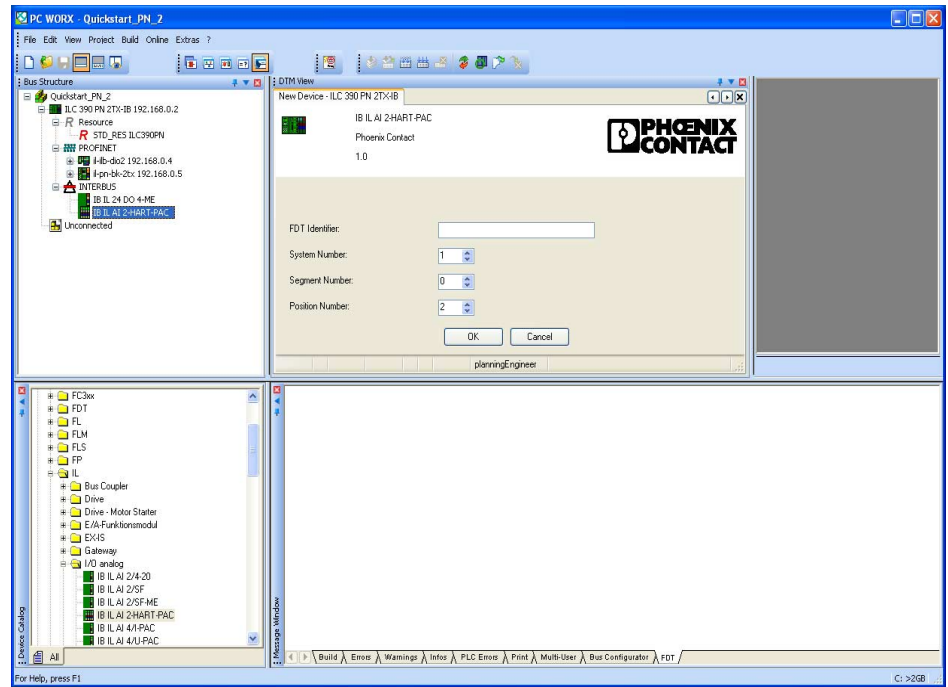 PC WORX - Quickstart_PN_2
File Edit View Project Build Online Extras ?
Bus Structure
Quickstart_PN_2
ILC 390 PN 2TX-IB 192.168.0.2
Resource
STD_RES ILC390PN
PROFINET
il-ilb-dio2 192.168.0.4
il-pn-bk-2tx 192.168.0.5
INTERBUS
IB IL 24 DO 4-ME
IB IL AI 2-HART-PAC
Unconnected
DTM View
New Device - ILC 390 PN 2TX-IB
IB IL AI 2-HART-PAC
Phoenix Contact
1.0
PHŒNIX
CONTACT
FDT Identifier:
System Number: 1
Segment Number: 0
Position Number: 2
OK Cancel
planningEngineer
Device Catalog
FC3xx
FDT
FL
FLM
FLS
FP
IL
Bus Coupler
Drive
Drive - Motor Starter
E/A-Funktionsmodul
EX-IS
Gateway
I/O analog
IB IL AI 2/4-20
IB IL AI 2/SF
IB IL AI 2/SF-ME
IB IL AI 2-HART-PAC
IB IL AI 4/I-PAC
IB IL AI 4/U-PAC
All
Message Window
Build Errors Warnings Infos PLC Errors Print Multi-User Bus Configurator FDT
For Help, press F1
C: >2GB